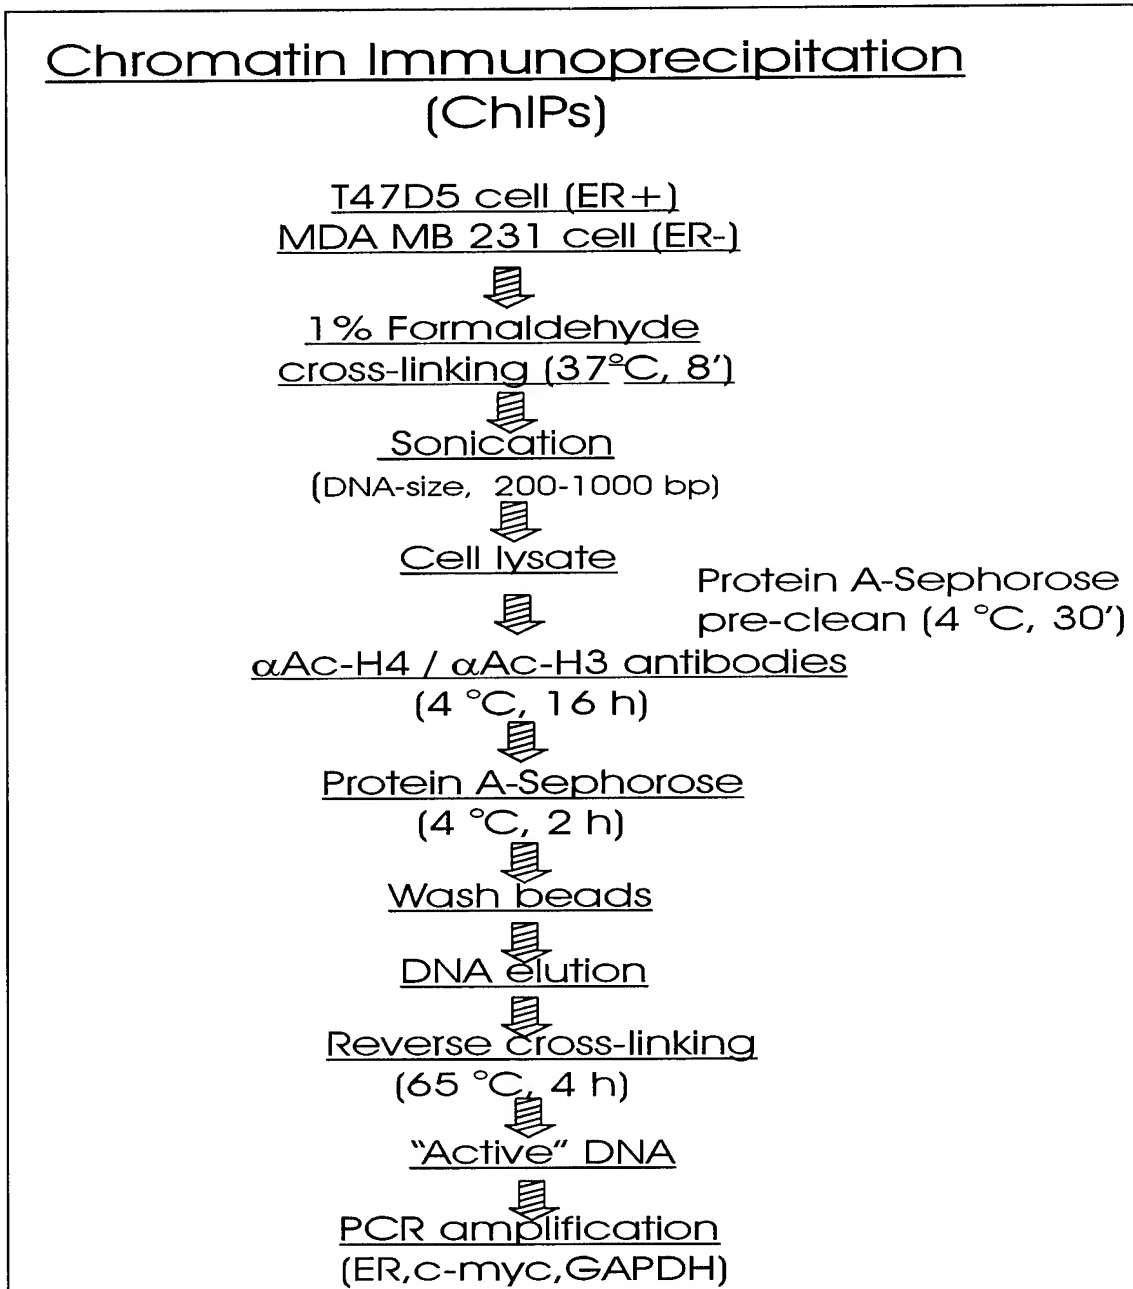 Chromatin Immunoprecipitation
(ChIPs)
T47D5 cell (ER+)
MDA MB 231 cell (ER-)
1% Formaldehyde
cross-linking (37°C, 8')
Sonication
(DNA-size, 200-1000 bp)
Cell lysate
Protein A-Sephorose
pre-clean (4 °C, 30')
αAc-H4 / αAc-H3 antibodies
(4 °C, 16 h)
Protein A-Sephorose
(4 °C, 2 h)
Wash beads
DNA elution
Reverse cross-linking
(65 °C, 4 h)
“Active” DNA
PCR amplification
(ER,c-myc,GAPDH)